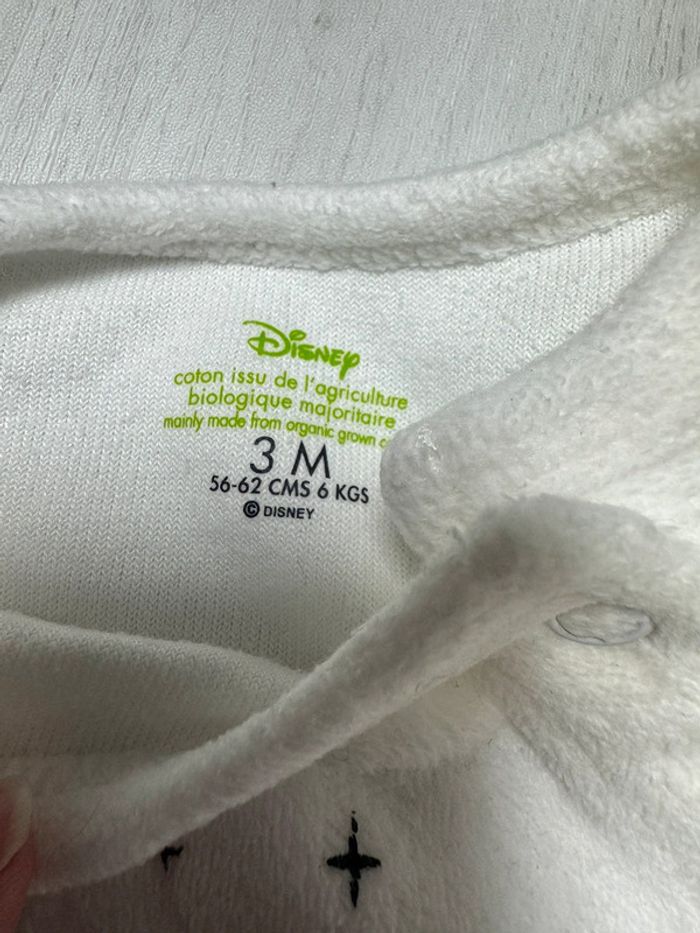 Disney
coton issu de l'agriculture
biologique majoritaire
mainly made from organic grown
3 M
56-62 CMS 6 KGS
© DISNEY